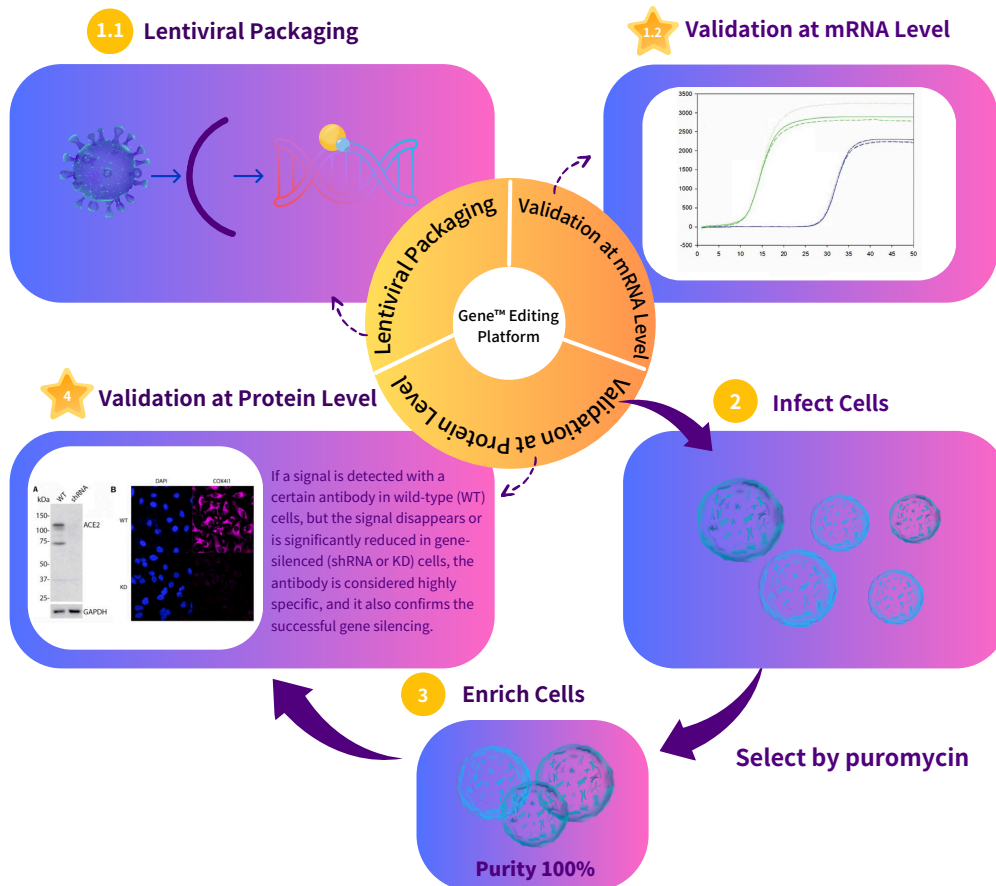 1.1 Lentiviral Packaging
1.2 Validation at mRNA Level
3500
3000
2500
2000
1500
1000
500
0
-500
0 5 10 15 20 25 30 35 40 45 50
Lentiviral Packaging
Validation at mRNA Level
Validation at Protein Level
Gene™ Editing
Platform
4 Validation at Protein Level
A
kDa
WT
shRNA
150-
100-
75-
50-
37-
25-
ACE2
GAPDH
B
DAPI
COX4i1
WT
KD
If a signal is detected with a
certain antibody in wild-type (WT)
cells, but the signal disappears or
is significantly reduced in gene-
silenced (shRNA or KD) cells, the
antibody is considered highly
specific, and it also confirms the
successful gene silencing.
2 Infect Cells
3 Enrich Cells
Select by puromycin
Purity 100%